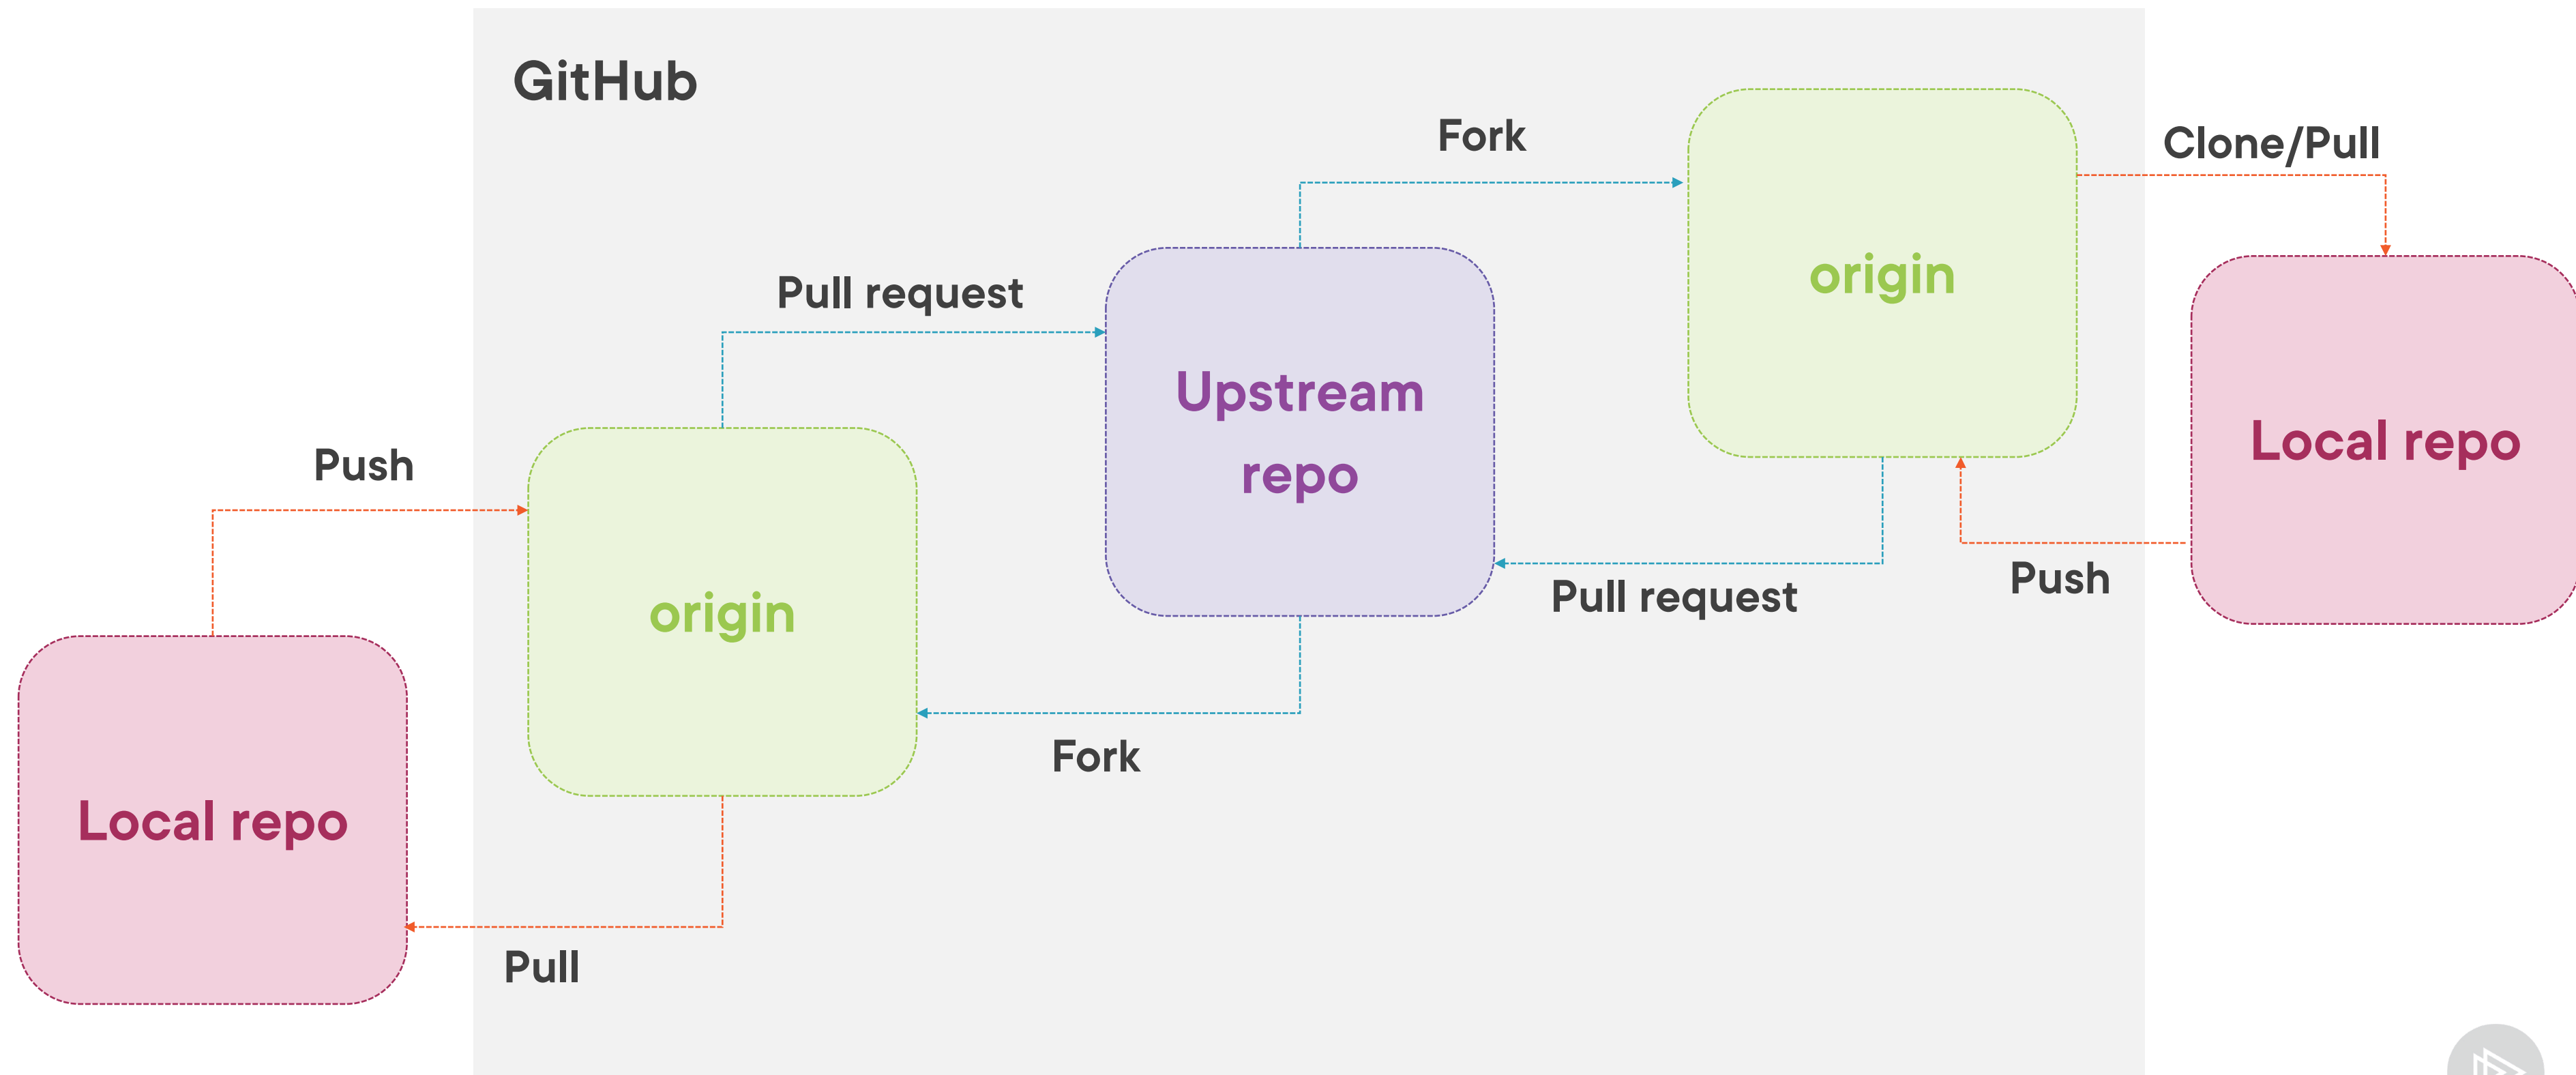 GitHub
Fork
Clone/Pull
origin
Pull request
Upstream
repo
Local repo
Push
Push
Pull request
origin
Fork
Local repo
Pull